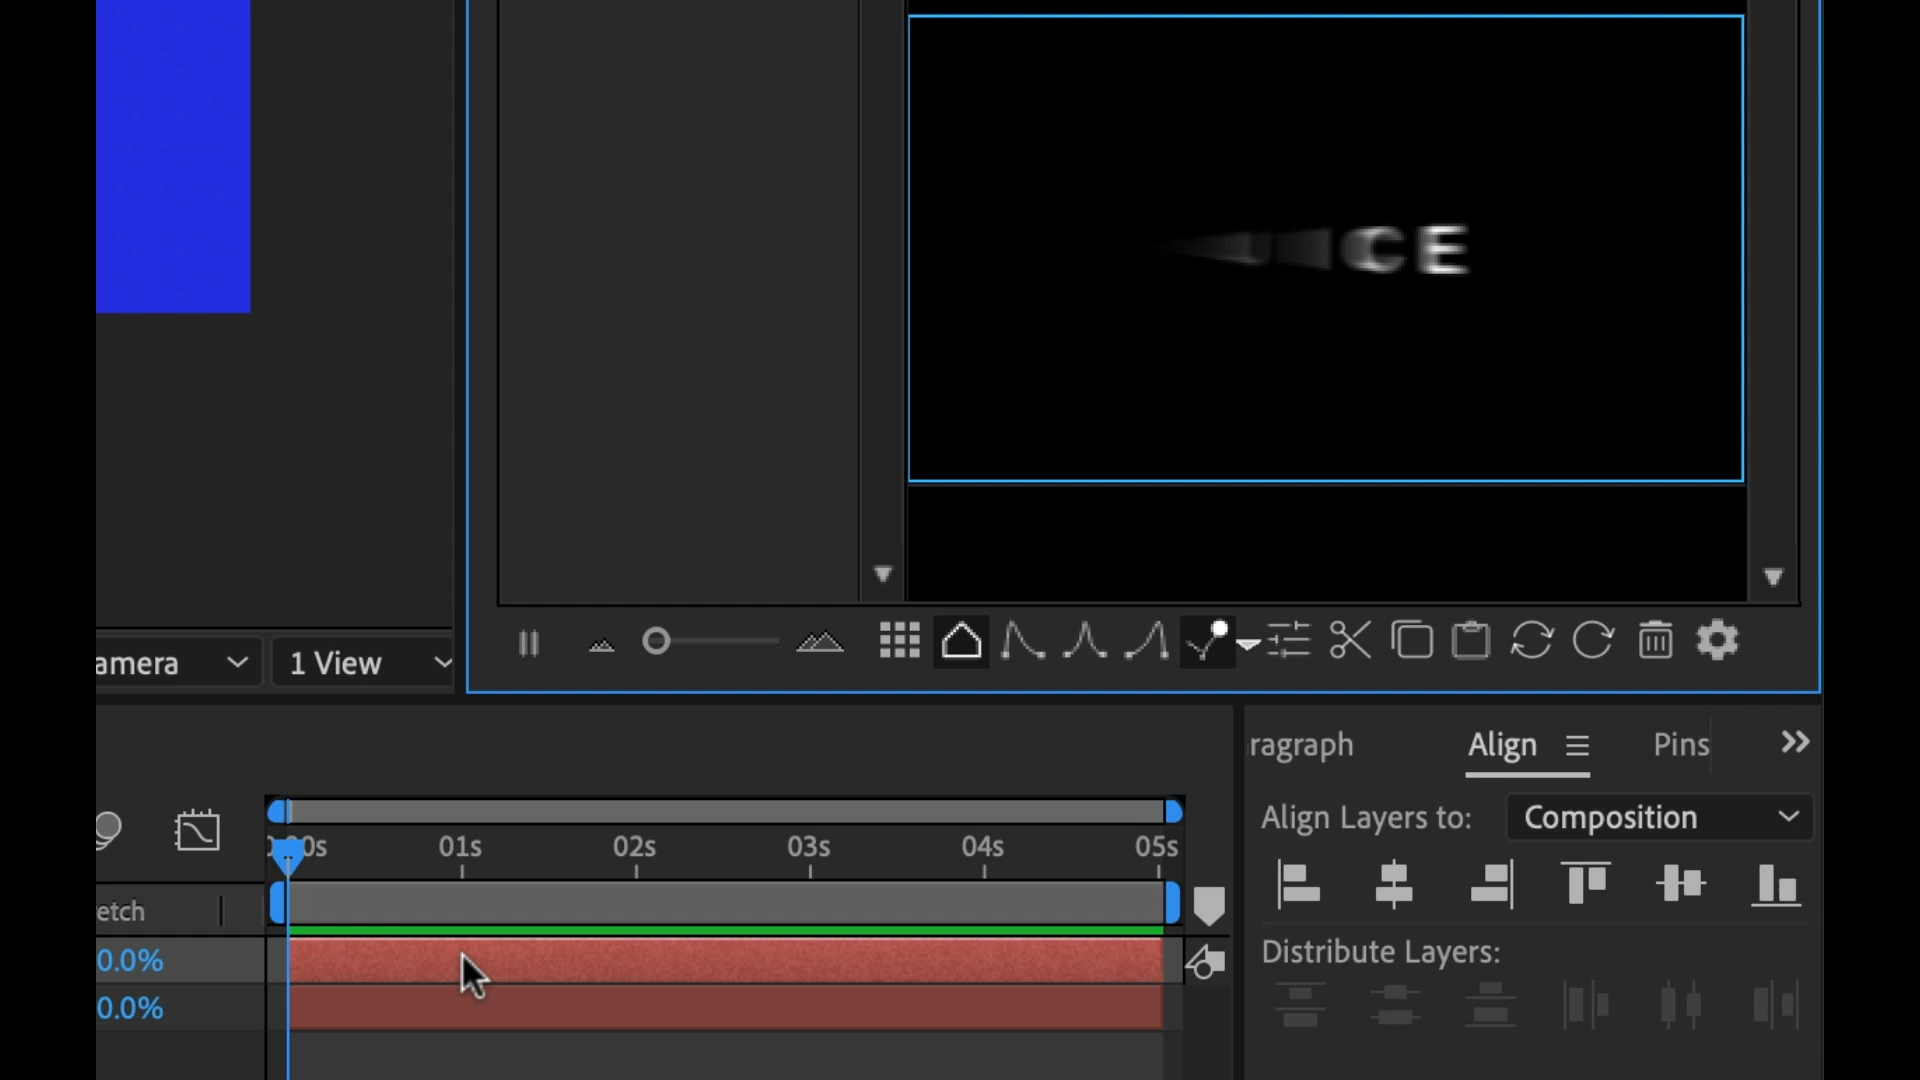 CE
amera
1 View
ragraph
Align
Pins
Align Layers to:
Composition
01s
02s
03s
04s
05s
etch
0.0%
Distribute Layers:
0.0%